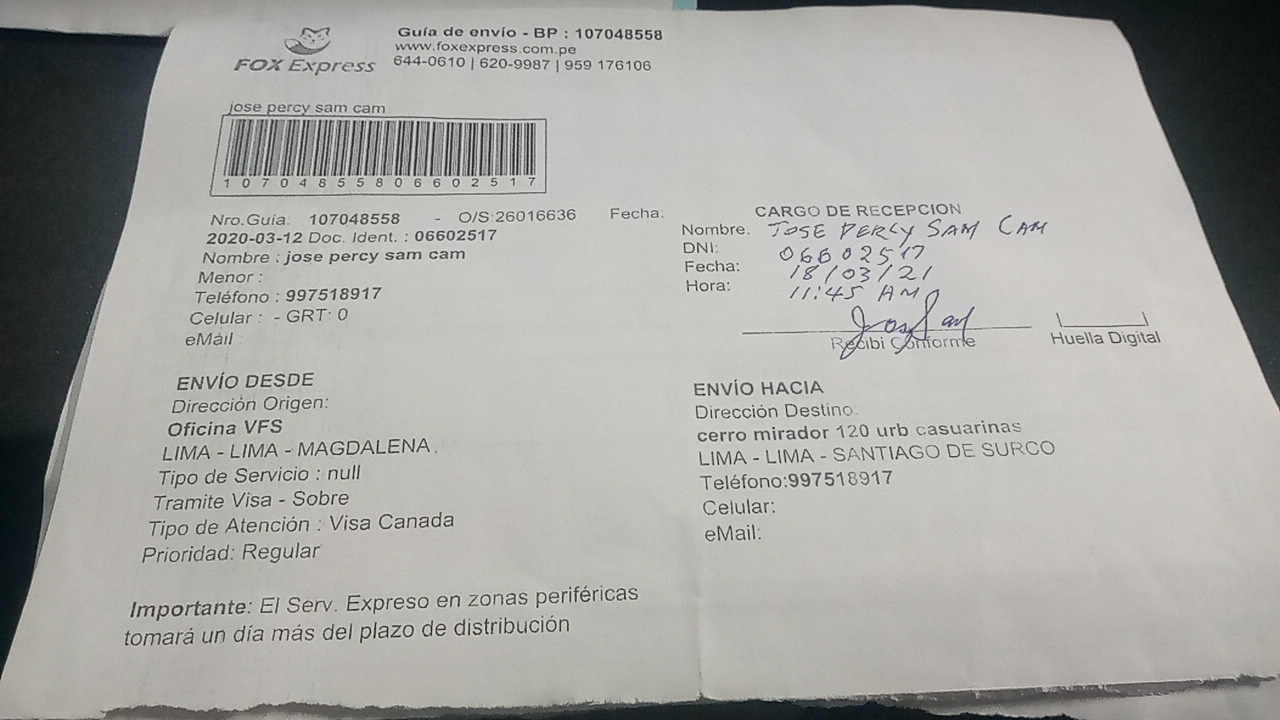 FOX Express
Guía de envío - BP : 107048558
www.foxexpress.com.pe
644-0610 | 620-9987 | 959 176106
jose percy sam cam
10704855806602517
Nro.Guia. 107048558 - O/S:26016636 Fecha:
2020-03-12 Doc. Ident. : 06602517
Nombre : jose percy sam cam
Menor :
Teléfono : 997518917
Celular : - GRT: 0
eMail :
CARGO DE RECEPCION
Nombre. JOSE PERCY SAM CAM
DNI: 06602517
Fecha: 18/03/21
Hora: 11:45 AM
Recibi Conforme
Huella Digital
ENVÍO DESDE
Dirección Origen:
Oficina VFS
LIMA - LIMA - MAGDALENA
Tipo de Servicio : null
Tramite Visa - Sobre
Tipo de Atención : Visa Canada
Prioridad: Regular
ENVÍO HACIA
Dirección Destino:
cerro mirador 120 urb casuarinas
LIMA - LIMA - SANTIAGO DE SURCO
Teléfono:997518917
Celular:
eMail:
Importante: El Serv. Expreso en zonas periféricas
tomará un día más del plazo de distribución